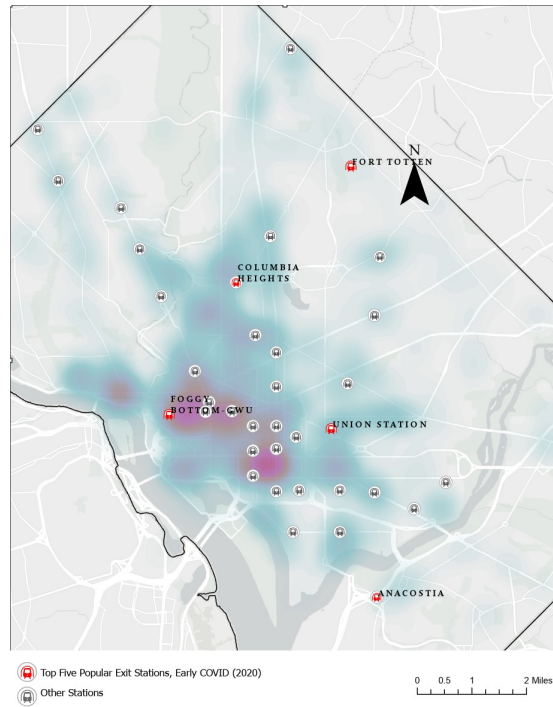 N
FORT TOTTEN
COLUMBIA
HEIGHTS
FOGGY
BOTTOM-GWU
UNION STATION
ANACOSTIA
Top Five Popular Exit Stations, Early COVID (2020)
Other Stations
0 0.5 1 2 Miles